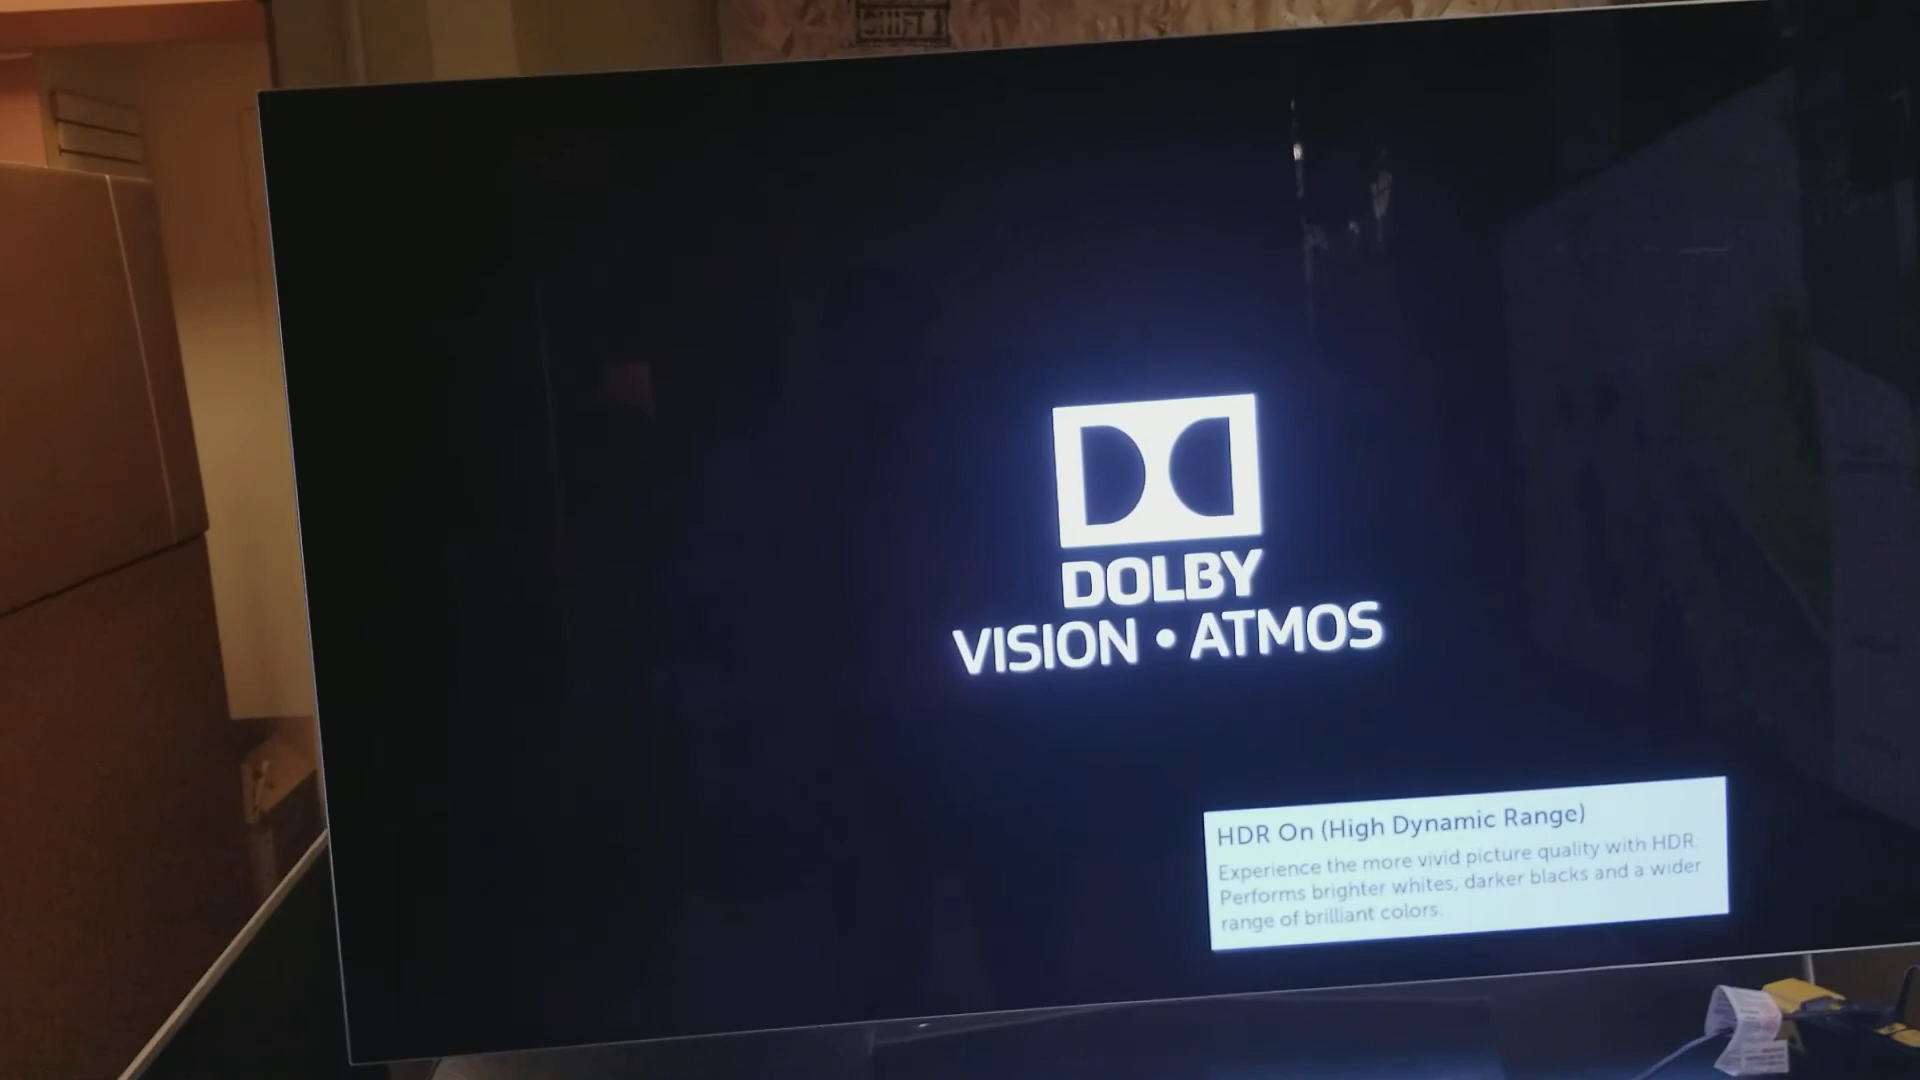 DOLBY
VISION • ATMOS
HDR On (High Dynamic Range)
Experience the more vivid picture quality with HDR.
Performs brighter whites, darker blacks and a wider
range of brilliant colors.